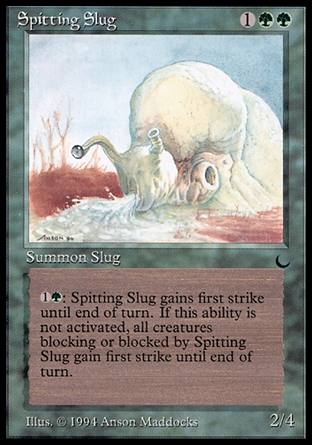 Spitting Slug 1
ANSON 94
Summon Slug
1: Spitting Slug gains first strike
until end of turn. If this ability is
not activated, all creatures
blocking or blocked by Spitting
Slug gain first strike until end of
turn.
Illus. © 1994 Anson Maddocks 2/4